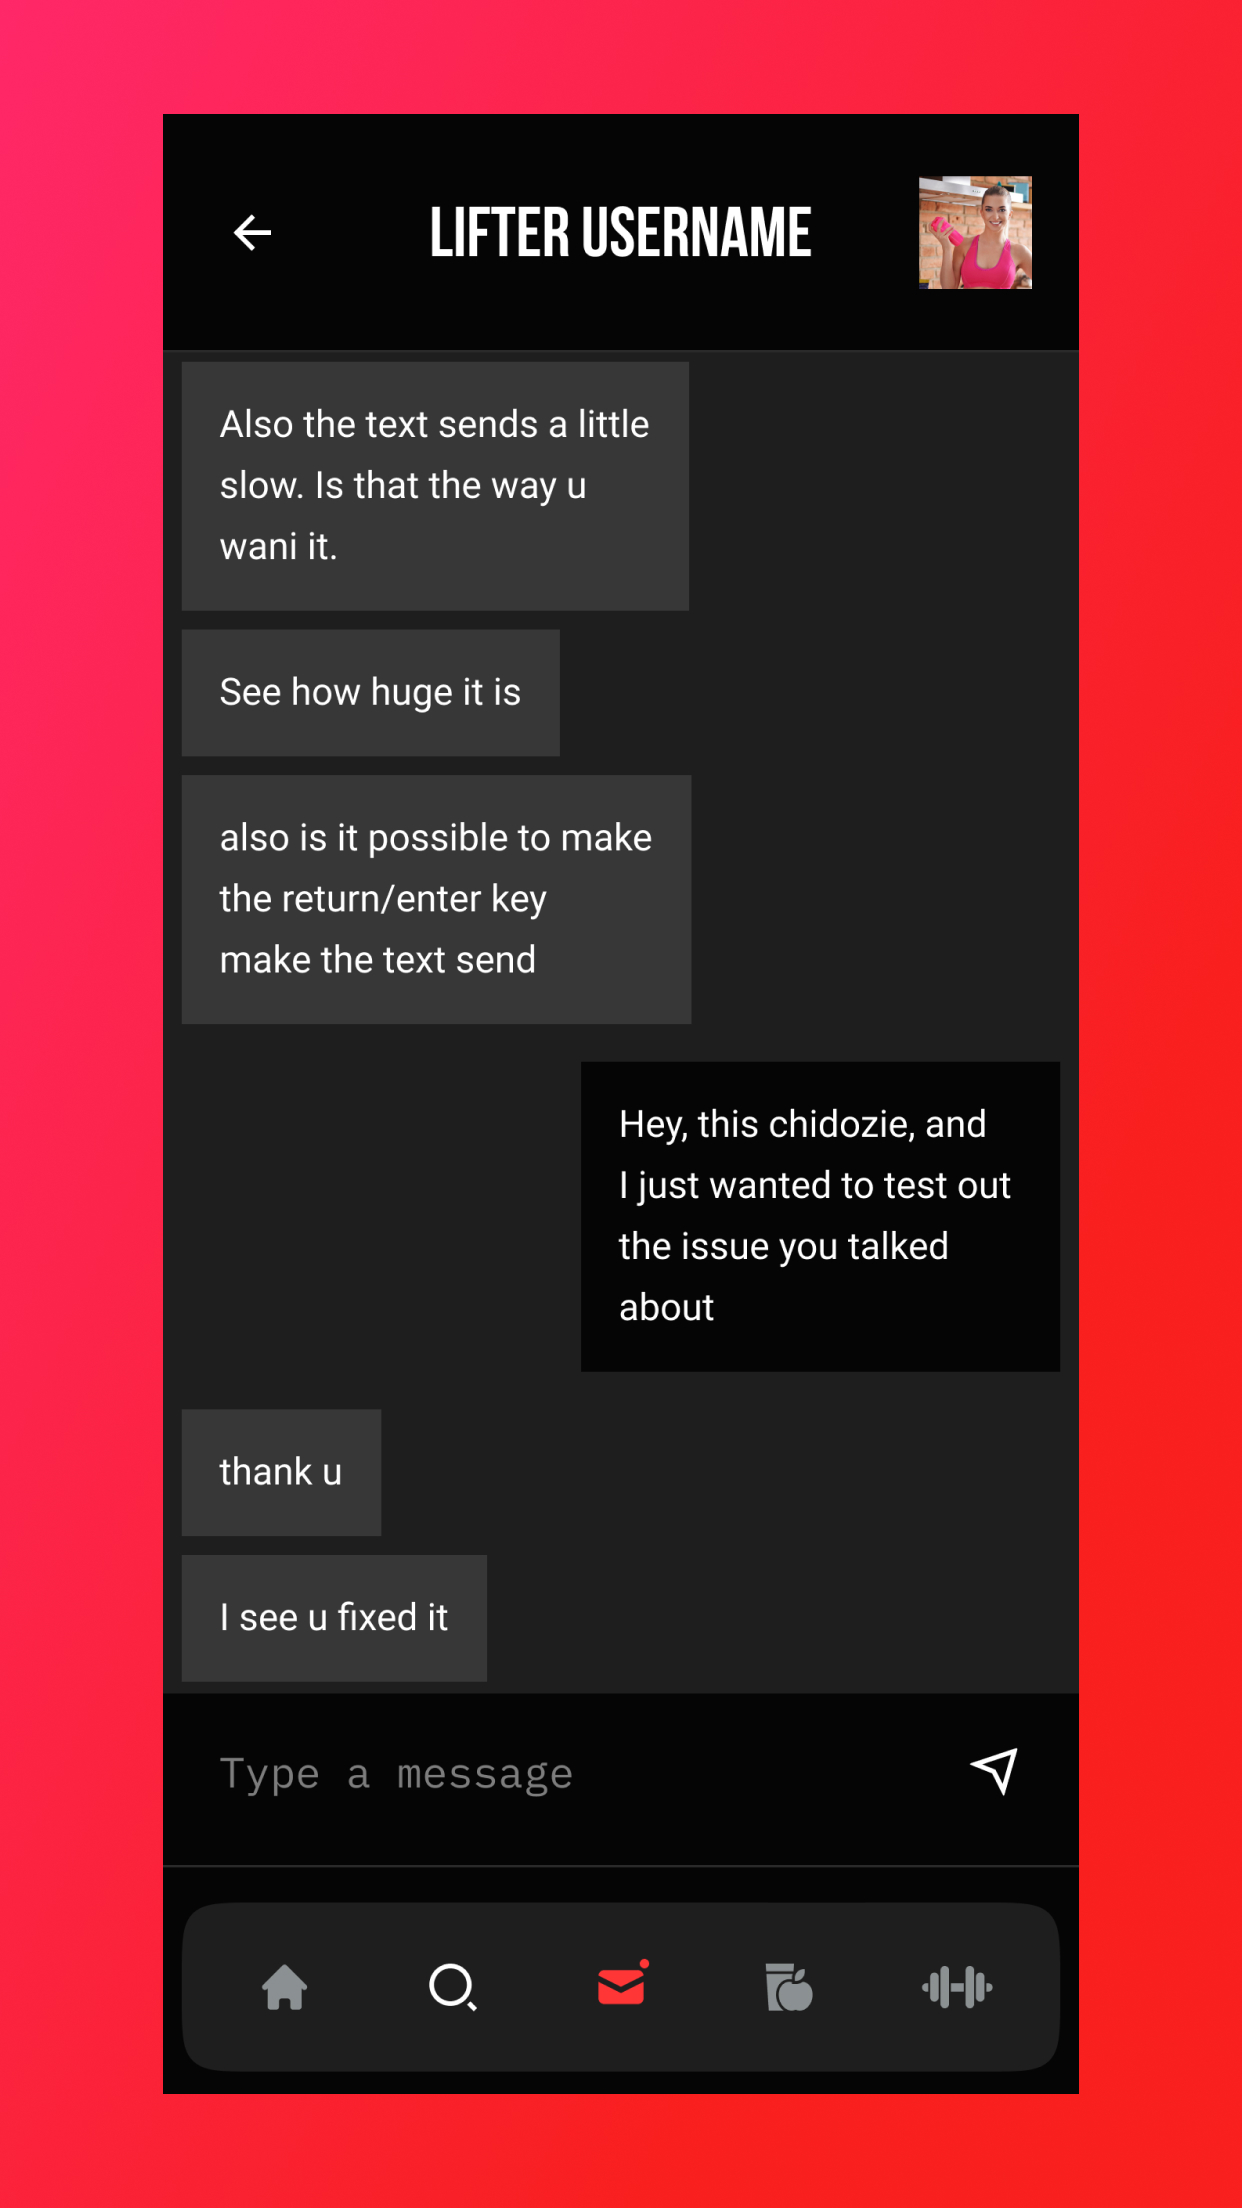 LIFTER USERNAME
Also the text sends a little
slow. Is that the way u
wani it.
See how huge it is
also is it possible to make
the return/enter key
make the text send
Hey, this chidozie, and
I just wanted to test out
the issue you talked
about
thank u
I see u fixed it
Type a message